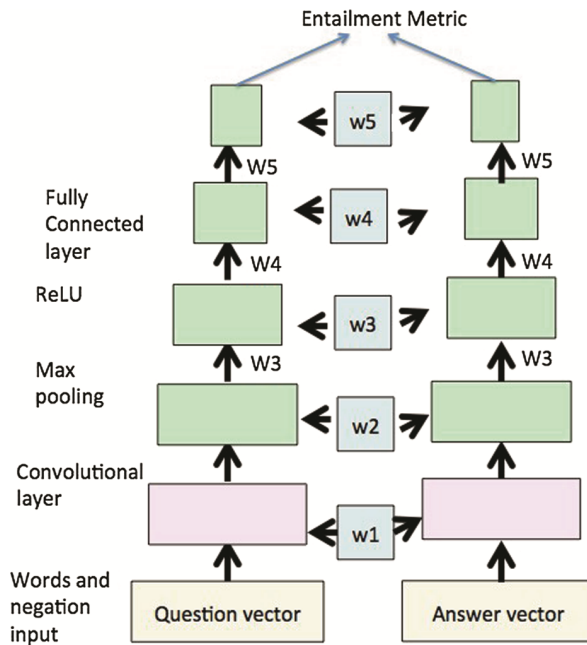 Entailment Metric
w5
W5
W5
Fully
Connected
layer
w4
W4
W4
ReLU
w3
W3
W3
Max
pooling
w2
Convolutional
layer
w1
Words and
negation
input
Question vector
Answer vector